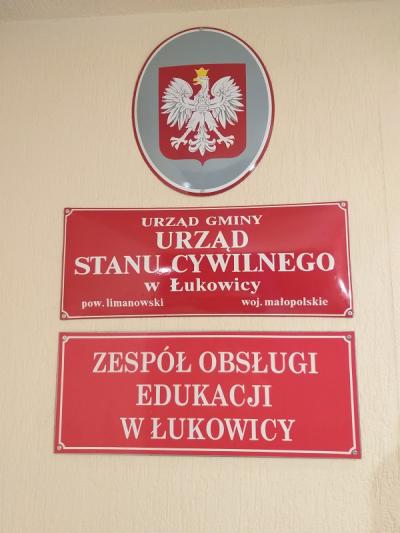 URZĄD GMINY
URZĄD
STANU CYWILNEGO
w Łukowicy
pow. limanowski woj. małopolskie
ZESPÓŁ OBSŁUGI
EDUKACJI
W ŁUKOWICY